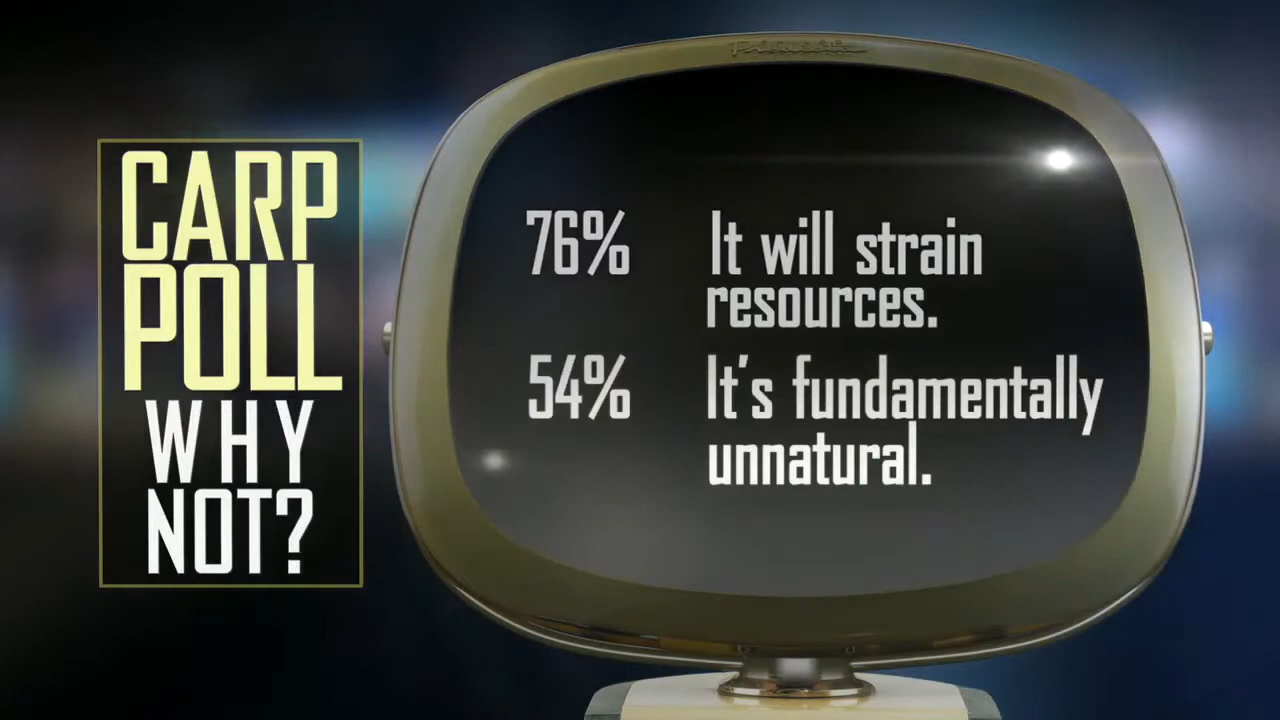 CARP
POLL
WHY
NOT?
76% It will strain
resources.
54% It's fundamentally
unnatural.